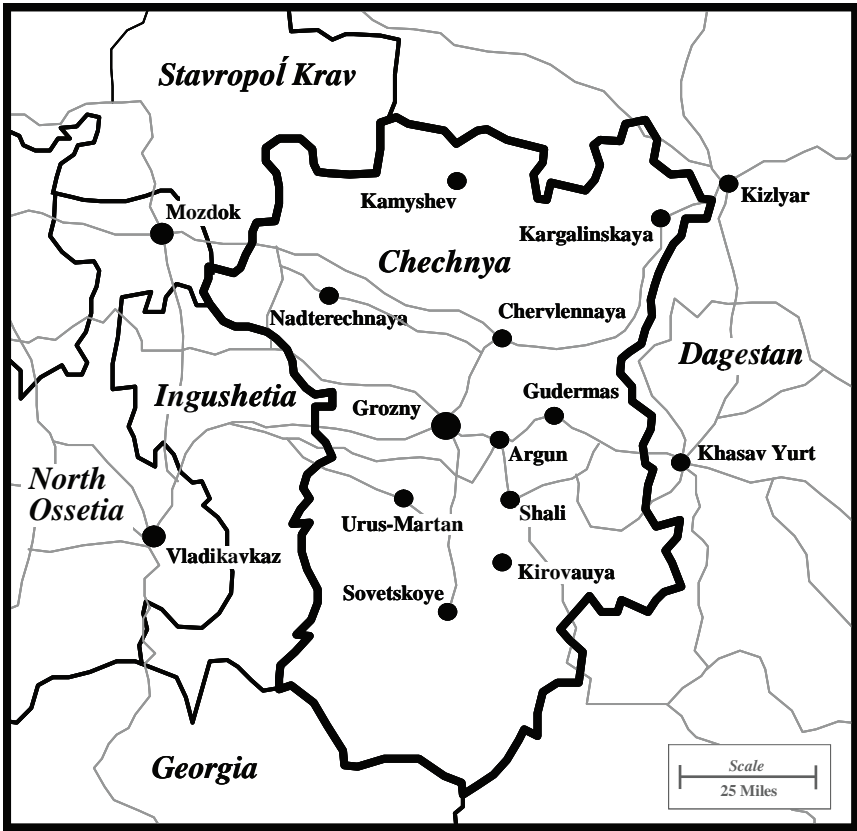 Stavropoĺ Krav
Kamyshev
Kizlyar
Mozdok
Kargalinskaya
Chechnya
Nadterechnaya
Chervlennaya
Dagestan
Ingushetia
Gudermas
Grozny
Argun
Khasav Yurt
North
Ossetia
Urus-Martan
Shali
Vladikavkaz
Kirovauya
Sovetskoye
Georgia
Scale
25 Miles